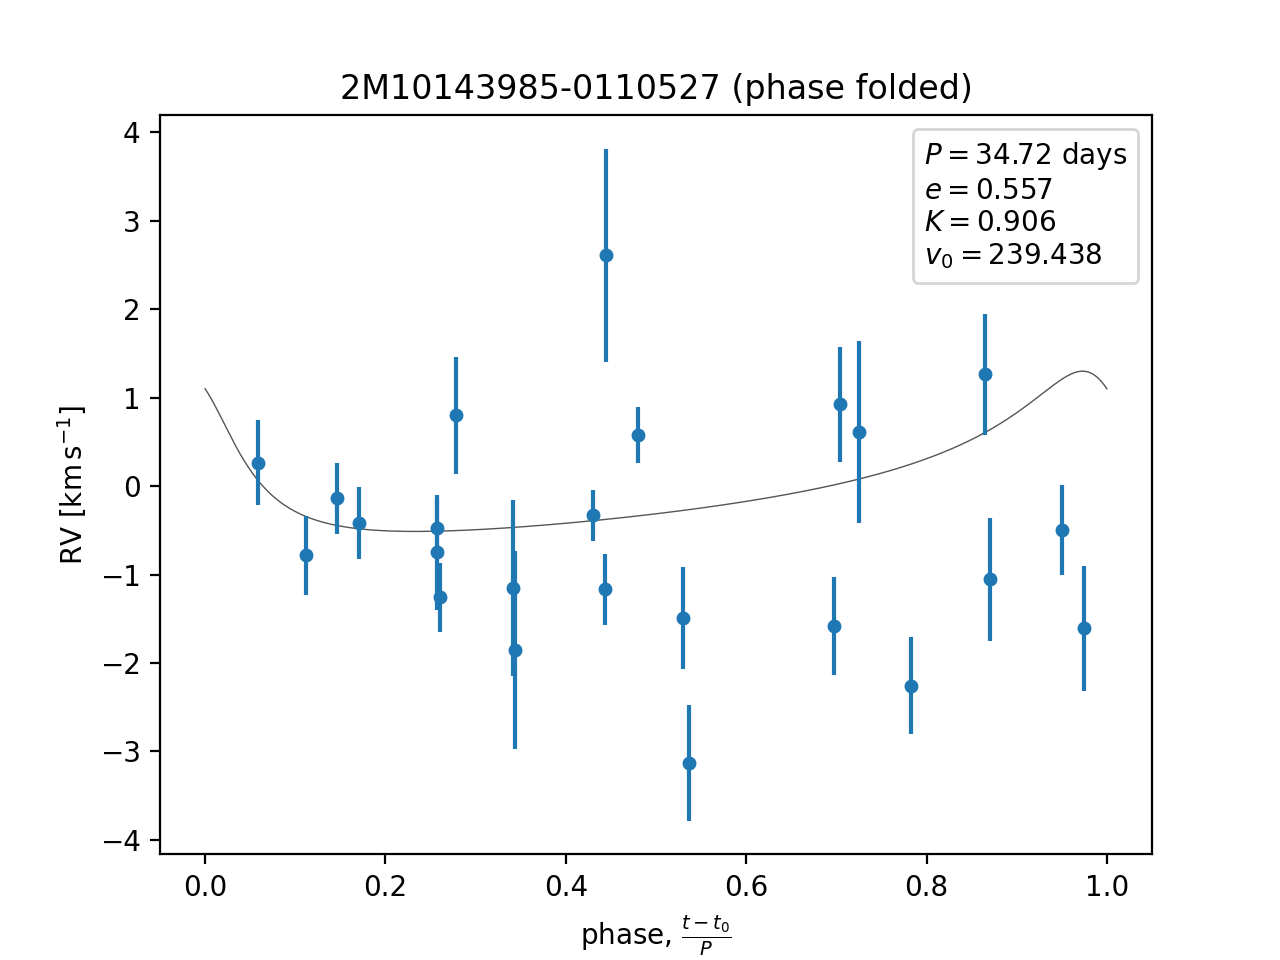 2M10143985-0110527 (phase folded)
P = 34.72 days
e = 0.557
K = 0.906
v₀ = 239.438
4
3
2
1
0
−1
−2
−3
−4
RV [km s⁻¹]
0.0 0.2 0.4 0.6 0.8 1.0
phase, (t − t₀)/P